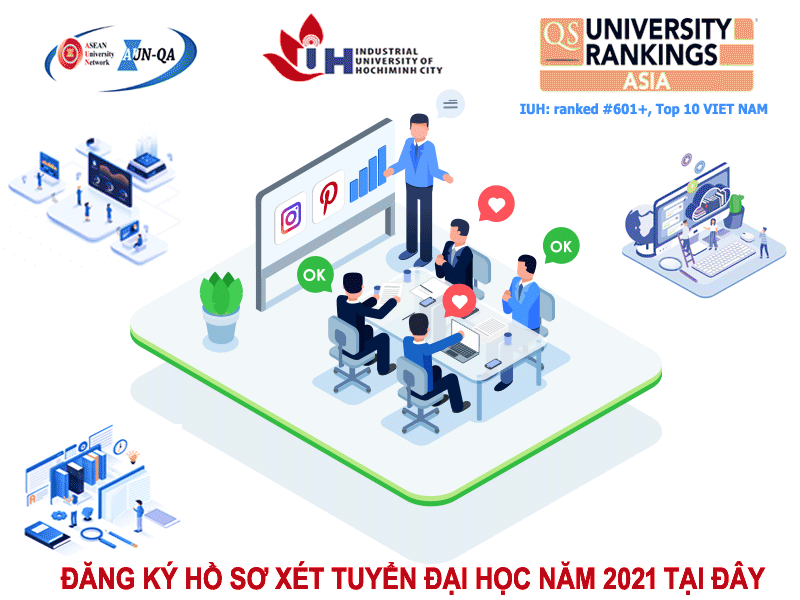 ASEAN
University
Network
AUN-QA
IUH
INDUSTRIAL
UNIVERSITY OF
HOCHIMINH CITY
QS UNIVERSITY
RANKINGS
ASIA
IUH: ranked #601+, Top 10 VIET NAM
OK
OK
ĐĂNG KÝ HỒ SƠ XÉT TUYỂN ĐẠI HỌC NĂM 2021 TẠI ĐÂY